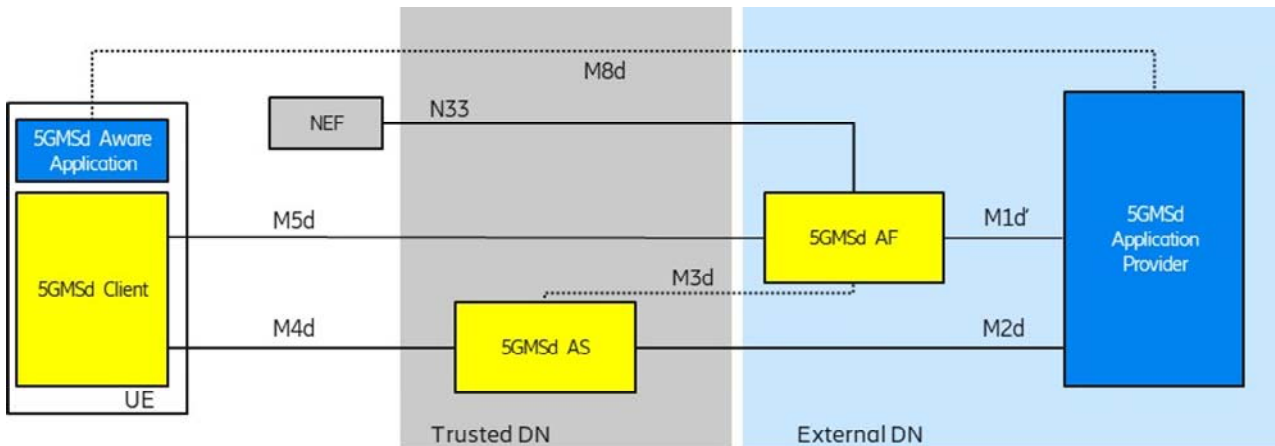 M8d
N33
NEF
5GMSd Aware
Application
M5d
M1d'
5GMSd AF
5GMSd
Application
Provider
5GMSd Client
M3d
M4d
5GMSd AS
M2d
UE
Trusted DN
External DN